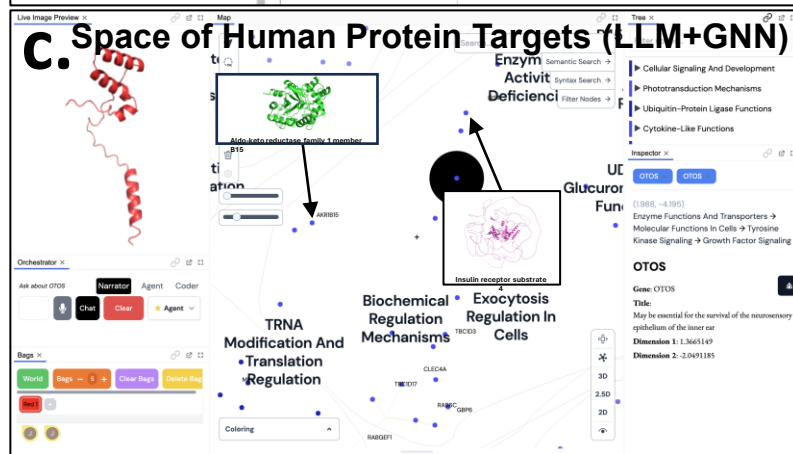 Live Image Preview ×
Map
Tree ×
c. Space of Human Protein Targets (LLM+GNN)
Enzym
Activit
Deficienci
Semantic Search →
Syntax Search →
Filter Nodes →
▶ Cellular Signaling And Development
▶ Phototransduction Mechanisms
▶ Ubiquitin-Protein Ligase Functions
▶ Cytokine-Like Functions
Aldo-keto reductase family 1 member
B15
AKR1B15
Glucuror
Func
Insulin receptor substrate
4
Inspector ×
OTOS
OTOS
(1.988, -4.195)
Enzyme Functions And Transporters →
Molecular Functions In Cells → Tyrosine
Kinase Signaling → Growth Factor Signaling
OTOS
Gene: OTOS
Title:
May be essential for the survival of the neurosensory
epithelium of the inner ear
Dimension 1: 1.3665149
Dimension 2: -2.0491185
Orchestrator ×
Ask about OTOS
Narrator
Agent
Coder
Chat
Clear
Agent
Bags ×
World
Bags − 5 +
Clear Bags
Delete Bag
Red 1
TRNA
Modification And
Translation
Regulation
Biochemical
Regulation
Mechanisms
Exocytosis
Regulation In
Cells
TBC1D3
CLEC4A
TBC1D17
GBP6
RABGEF1
Coloring
3D
2.5D
2D